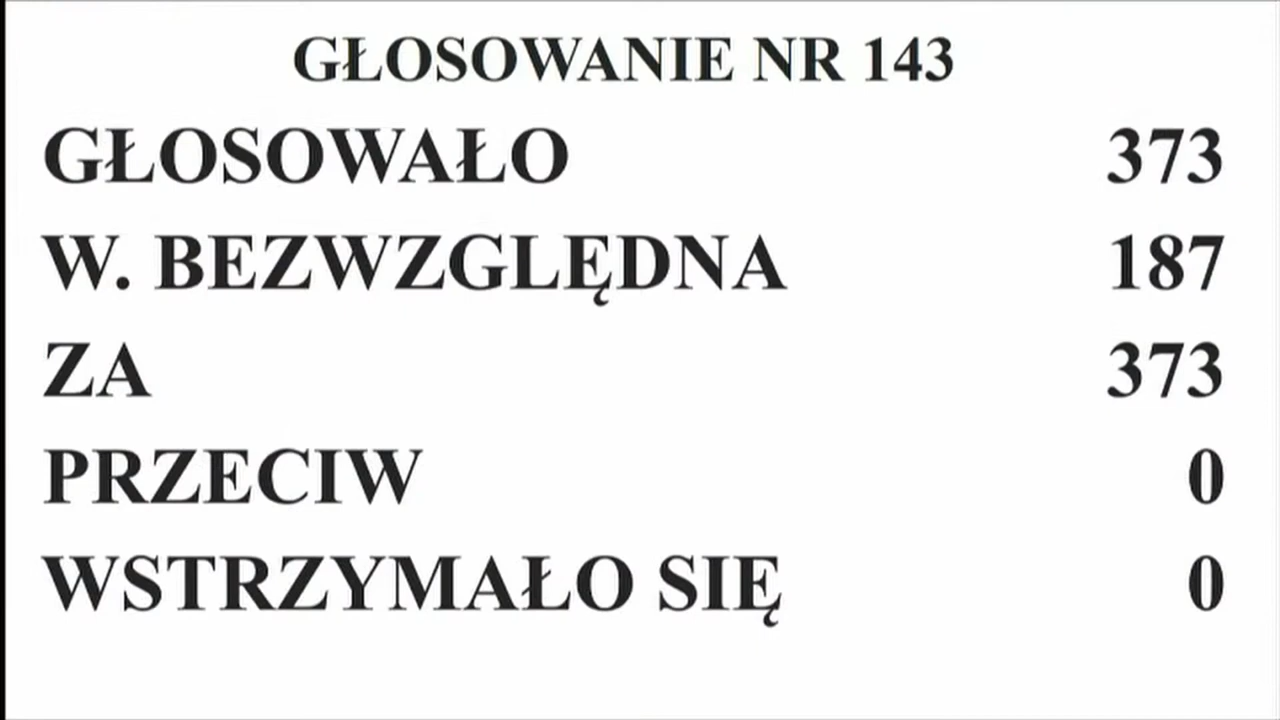 GŁOSOWANIE NR 143
GŁOSOWAŁO 373
W. BEZWZGLĘDNA 187
ZA 373
PRZECIW 0
WSTRZYMAŁO SIĘ 0